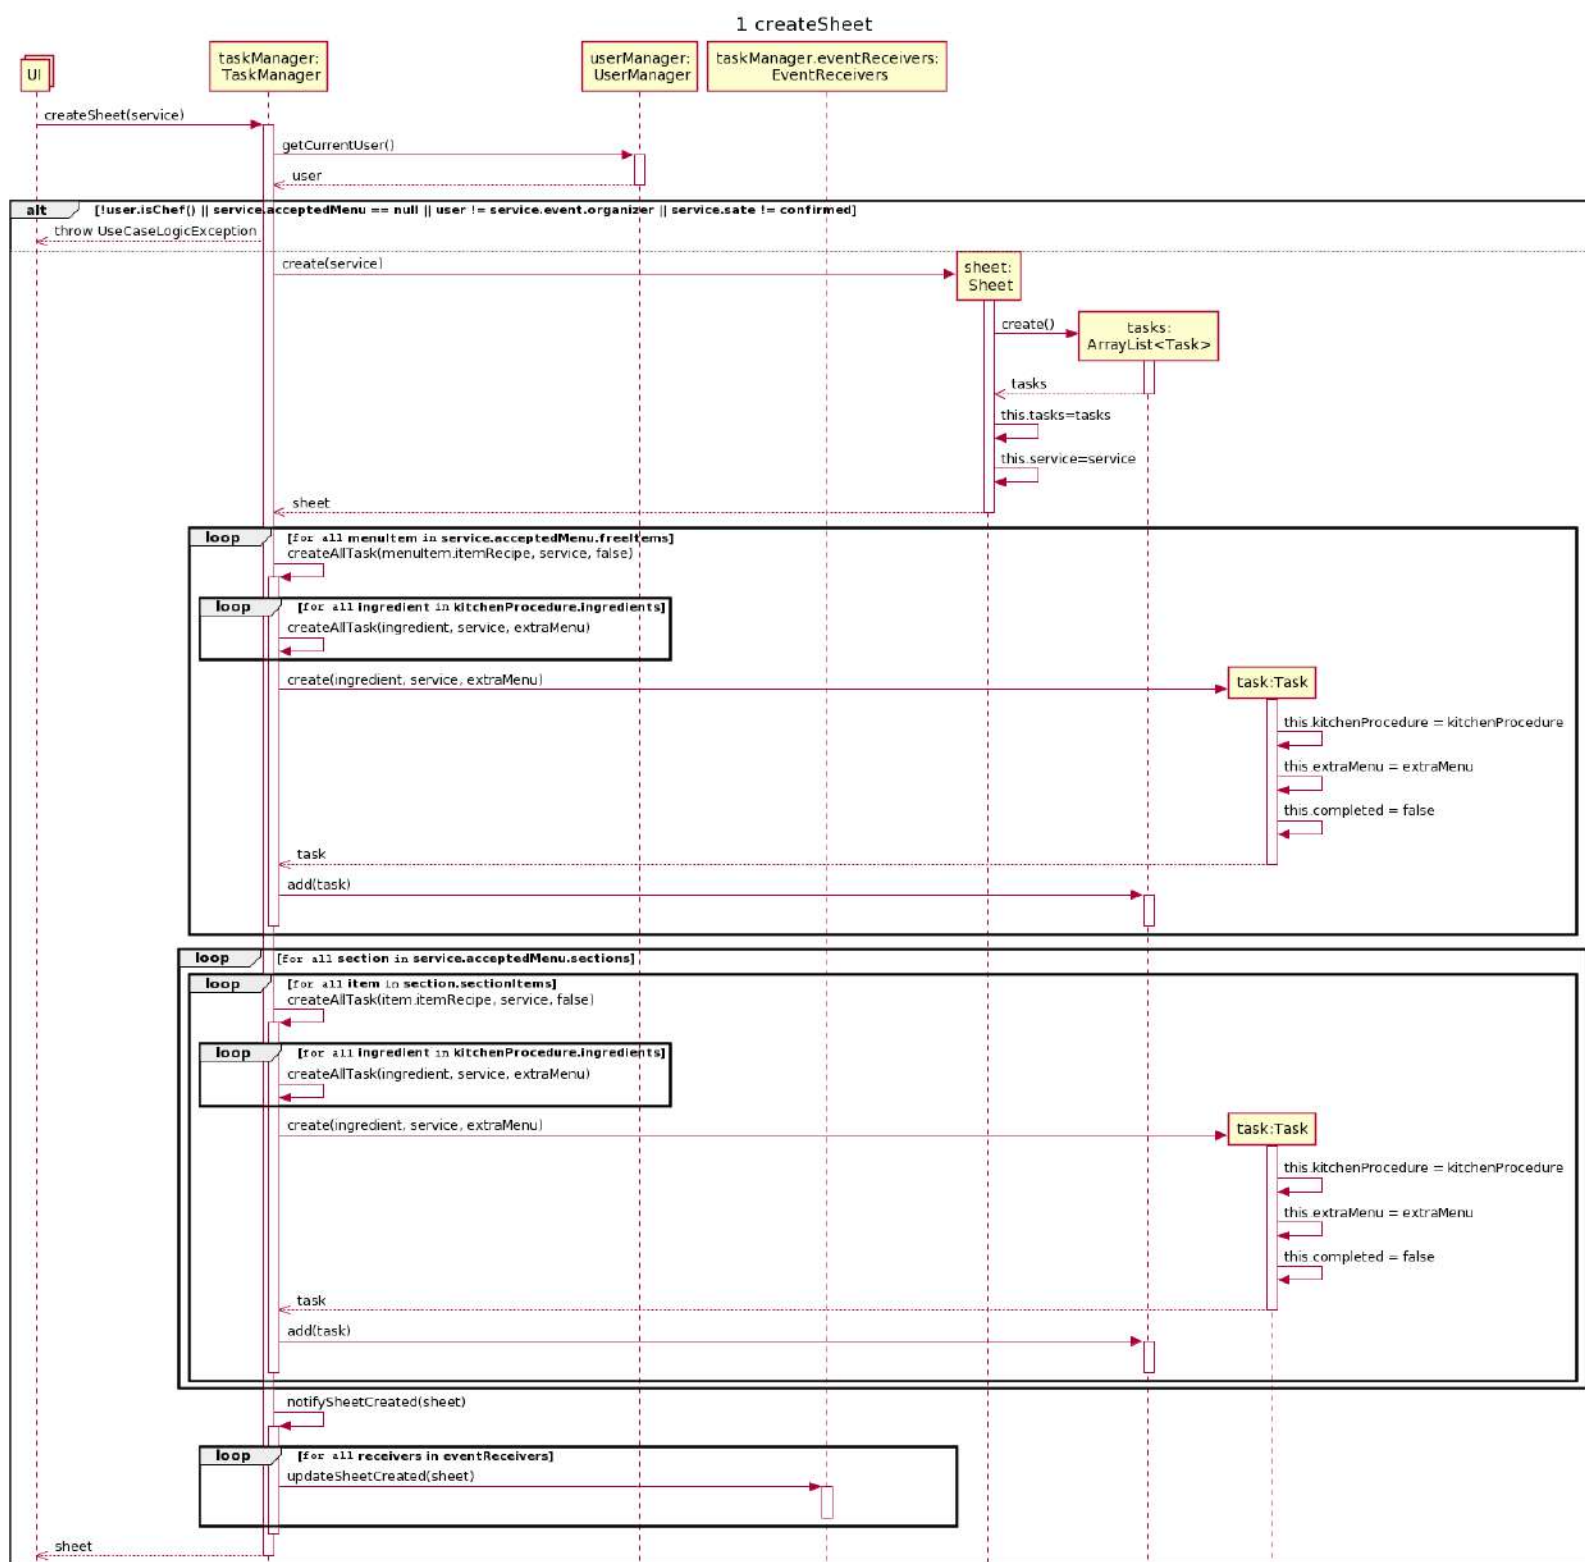 1 createSheet
UI
taskManager:
TaskManager
userManager:
UserManager
taskManager.eventReceivers:
EventReceivers
createSheet(service)
getCurrentUser()
user
alt [!user.isChef() || service.acceptedMenu == null || user != service.event.organizer || service.sate != confirmed]
throw UseCaseLogicException
create(service)
sheet:
Sheet
create()
tasks:
ArrayList<Task>
tasks
this.tasks=tasks
this.service=service
sheet
loop [for all menuItem in service.acceptedMenu.freeItems]
createAllTask(menuItem.itemRecipe, service, false)
loop [for all ingredient in kitchenProcedure.ingredients]
createAllTask(ingredient, service, extraMenu)
create(ingredient, service, extraMenu)
task:Task
this.kitchenProcedure = kitchenProcedure
this.extraMenu = extraMenu
this.completed = false
task
add(task)
loop [for all section in service.acceptedMenu.sections]
loop [for all item in section.sectionItems]
createAllTask(item.itemRecipe, service, false)
loop [for all ingredient in kitchenProcedure.ingredients]
createAllTask(ingredient, service, extraMenu)
create(ingredient, service, extraMenu)
task:Task
this.kitchenProcedure = kitchenProcedure
this.extraMenu = extraMenu
this.completed = false
task
add(task)
notifySheetCreated(sheet)
loop [for all receivers in eventReceivers]
updateSheetCreated(sheet)
sheet